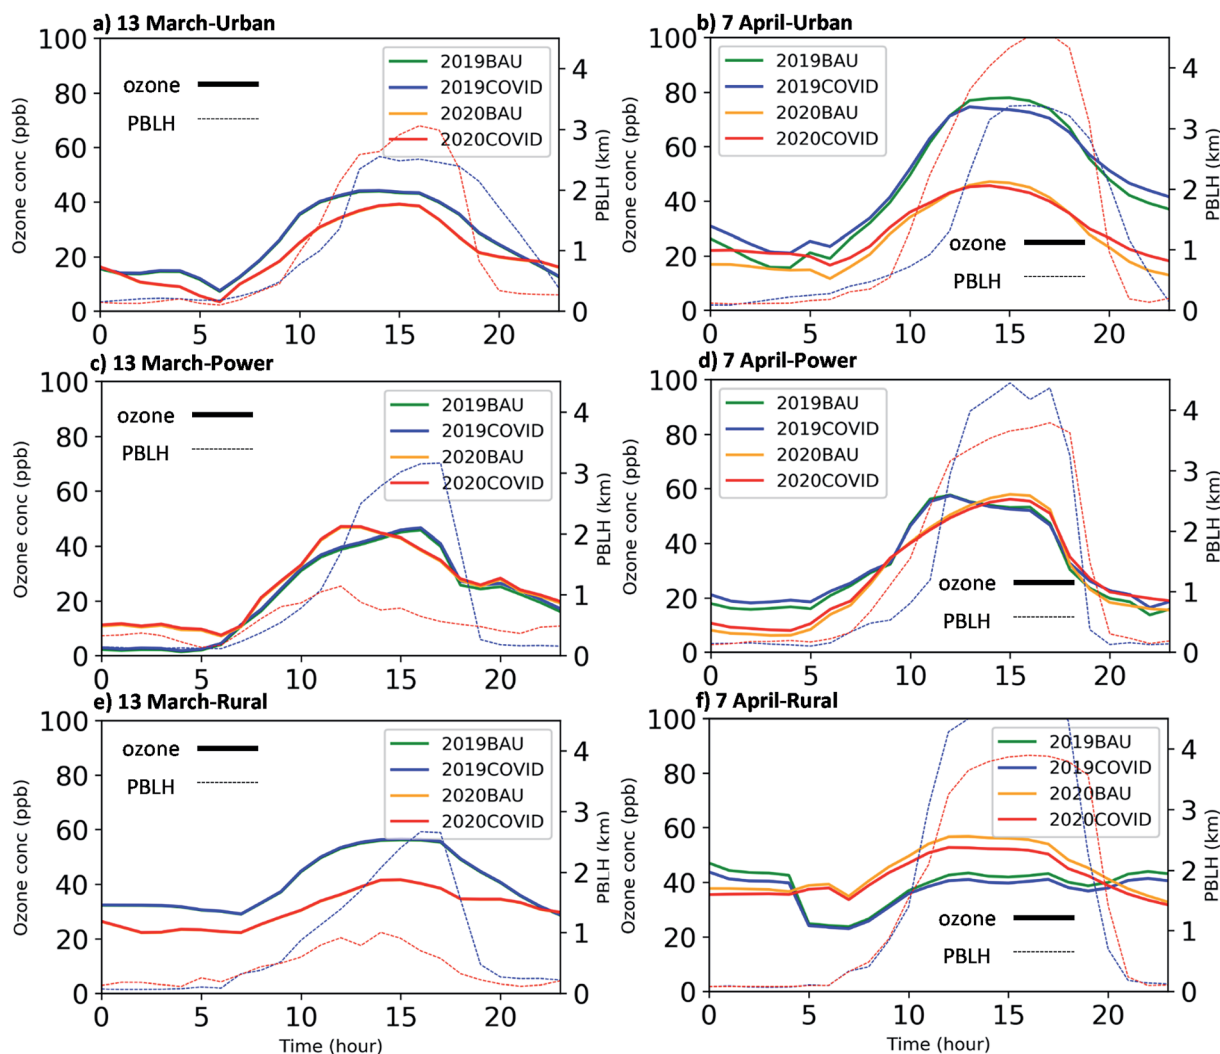 a) 13 March-Urban
100
80
60
40
20
0
Ozone conc (ppb)
ozone
PBLH
2019BAU
2019COVID
2020BAU
2020COVID
4
3
2
1
0
PBLH (km)
0 5 10 15 20
b) 7 April-Urban
100
80
60
40
20
0
Ozone conc (ppb)
2019BAU
2019COVID
2020BAU
2020COVID
ozone
PBLH
4
3
2
1
0
PBLH (km)
0 5 10 15 20
c) 13 March-Power
100
80
60
40
20
0
Ozone conc (ppb)
ozone
PBLH
2019BAU
2019COVID
2020BAU
2020COVID
4
3
2
1
0
PBLH (km)
0 5 10 15 20
d) 7 April-Power
100
80
60
40
20
0
Ozone conc (ppb)
2019BAU
2019COVID
2020BAU
2020COVID
ozone
PBLH
4
3
2
1
0
PBLH (km)
0 5 10 15 20
e) 13 March-Rural
100
80
60
40
20
0
Ozone conc (ppb)
ozone
PBLH
2019BAU
2019COVID
2020BAU
2020COVID
4
3
2
1
0
PBLH (km)
0 5 10 15 20
Time (hour)
f) 7 April-Rural
100
80
60
40
20
0
Ozone conc (ppb)
2019BAU
2019COVID
2020BAU
2020COVID
ozone
PBLH
4
3
2
1
0
PBLH (km)
0 5 10 15 20
Time (hour)